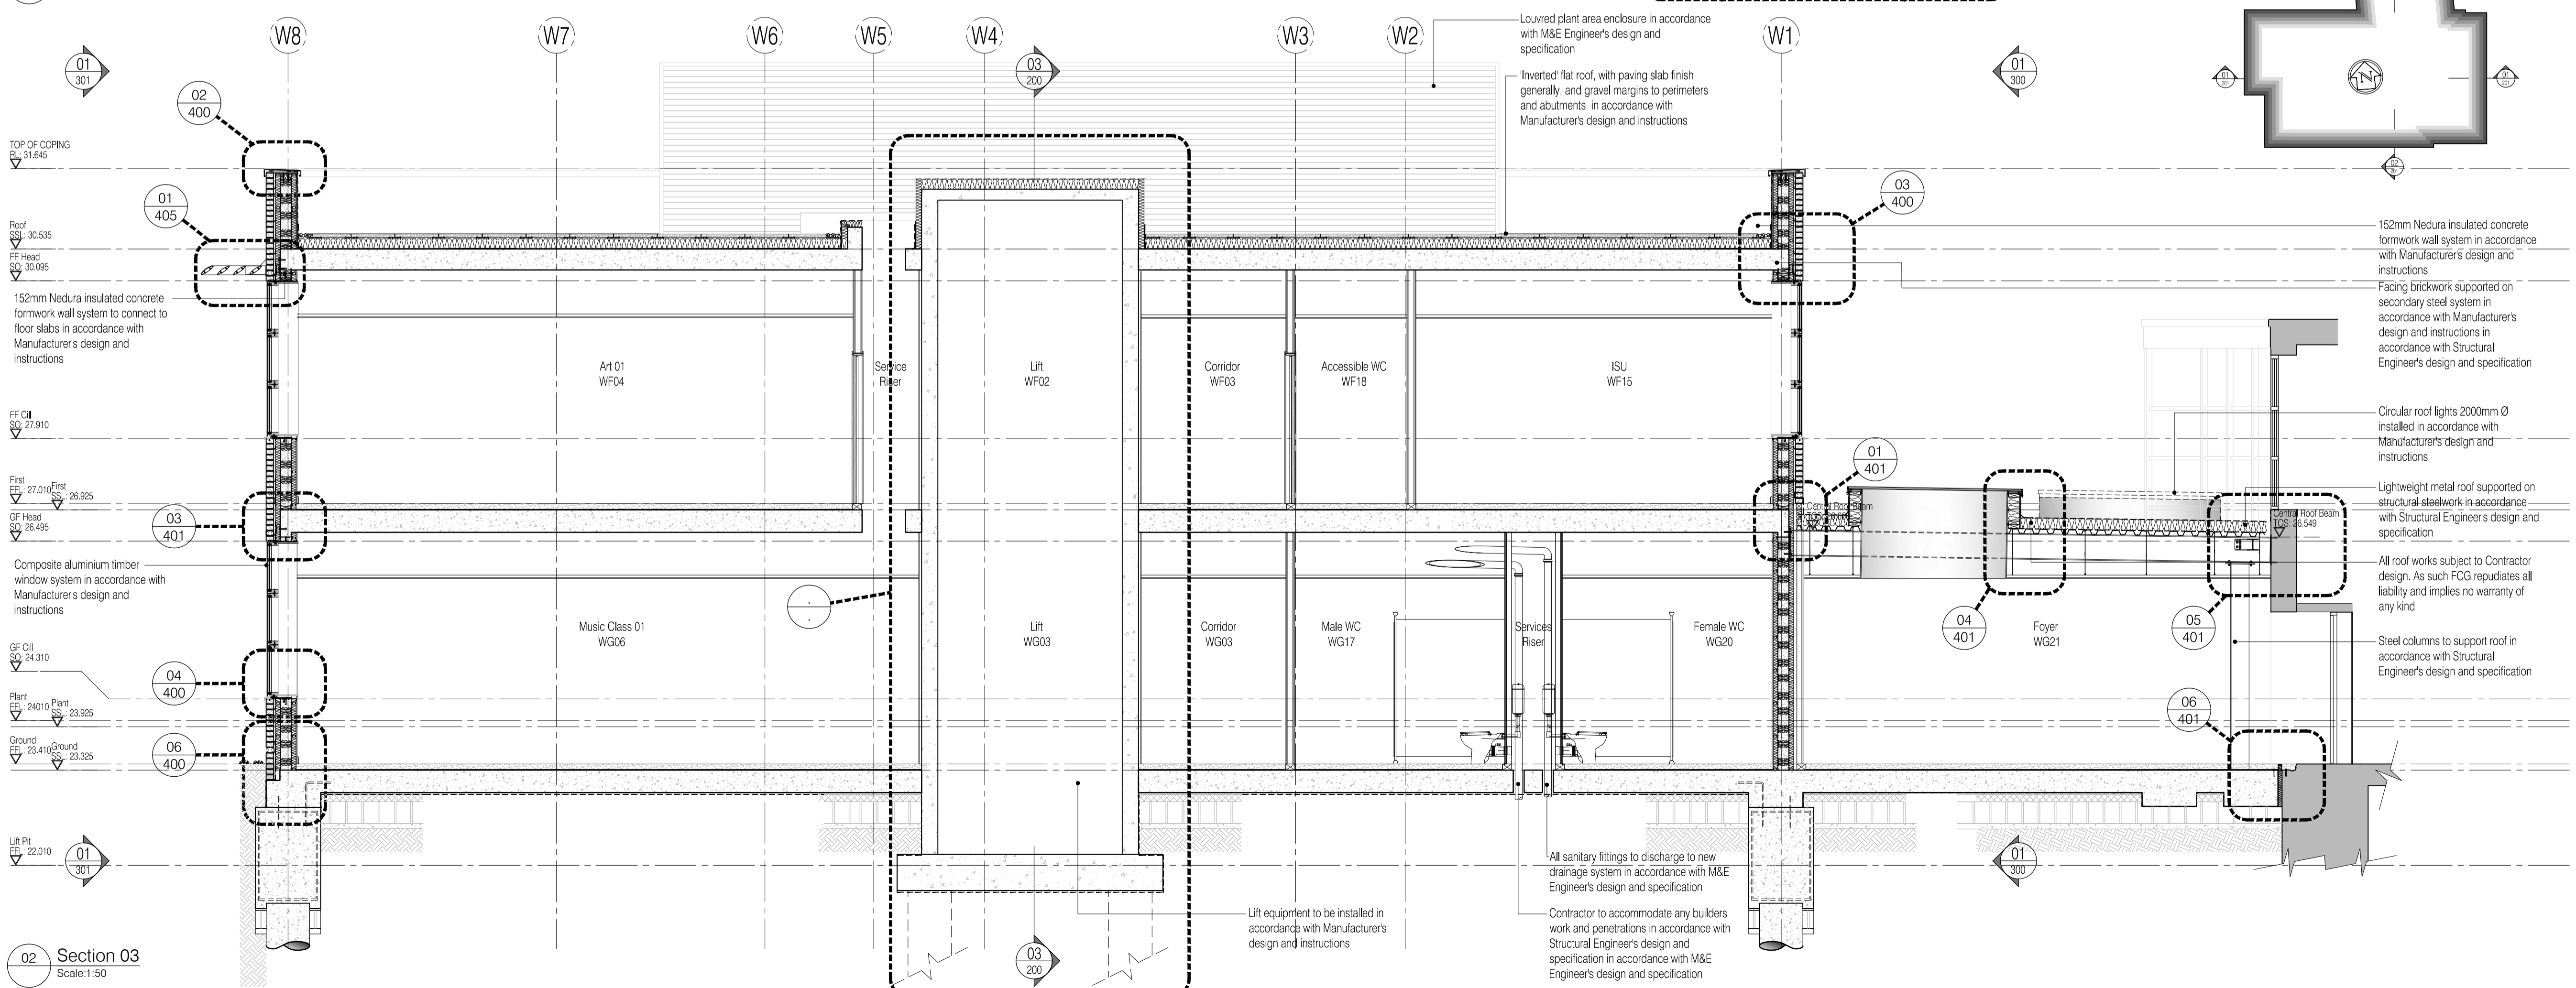 W8
W7
W6
W5
W4
W3
W2
W1
01
301
02
400
03
200
01
300
Louvred plant area enclosure in accordance
with M&E Engineer's design and
specification
'Inverted' flat roof, with paving slab finish
generally, and gravel margins to perimeters
and abutments in accordance with
Manufacturer's design and instructions
N
01
201
01
201
02
201
TOP OF COPING
RL: 31.645
01
405
Roof
SSL: 30.535
FF Head
SO: 30.095
152mm Nedura insulated concrete
formwork wall system to connect to
floor slabs in accordance with
Manufacturer's design and
instructions
FF Cill
SO: 27.910
First
FFL: 27.010
First
SSL: 26.925
GF Head
SO: 26.495
03
401
Composite aluminium timber
window system in accordance with
Manufacturer's design and
instructions
GF Cill
SO: 24.310
04
400
Plant
FFL: 24010
Plant
SSL: 23.925
Ground
FFL: 23.410
Ground
SSL: 23.325
06
400
Lift Pit
FFL: 22.010
01
301
Art 01
WF04
Service
Riser
Lift
WF02
Corridor
WF03
Accessible WC
WF18
ISU
WF15
03
400
01
401
Central Roof Beam
Music Class 01
WG06
Lift
WG03
Corridor
WG03
Male WC
WG17
Services
Riser
Female WC
WG20
04
401
Foyer
WG21
05
401
06
401
Central Roof Beam
TOS: 26.549
152mm Nedura insulated concrete
formwork wall system in accordance
with Manufacturer's design and
instructions
Facing brickwork supported on
secondary steel system in
accordance with Manufacturer's
design and instructions in
accordance with Structural
Engineer's design and specification
Circular roof lights 2000mm Ø
installed in accordance with
Manufacturer's design and
instructions
Lightweight metal roof supported on
structural steelwork in accordance
with Structural Engineer's design and
specification
All roof works subject to Contractor
design. As such FCG repudiates all
liability and implies no warranty of
any kind
Steel columns to support roof in
accordance with Structural
Engineer's design and specification
All sanitary fittings to discharge to new
drainage system in accordance with M&E
Engineer's design and specification
Contractor to accommodate any builders
work and penetrations in accordance with
Structural Engineer's design and
specification in accordance with M&E
Engineer's design and specification
Lift equipment to be installed in
accordance with Manufacturer's
design and instructions
03
200
01
300
02
Section 03
Scale:1:50